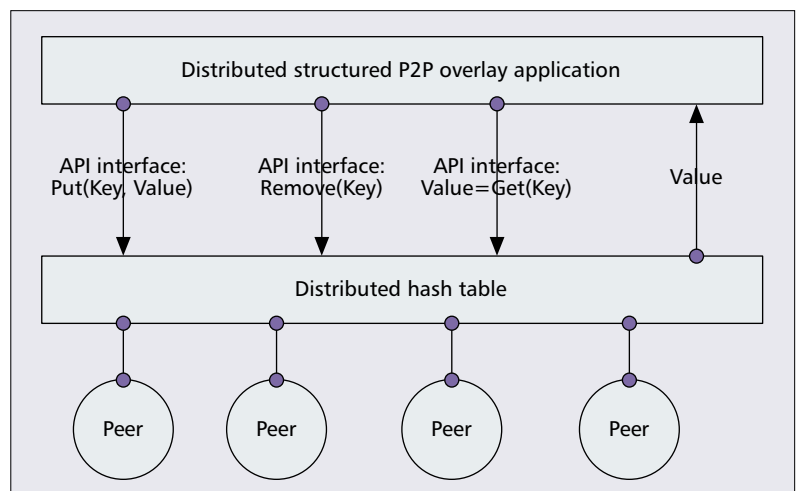 Distributed structured P2P overlay application
API interface:
Put(Key, Value)
API interface:
Remove(Key)
API interface:
Value=Get(Key)
Value
Distributed hash table
Peer
Peer
Peer
Peer